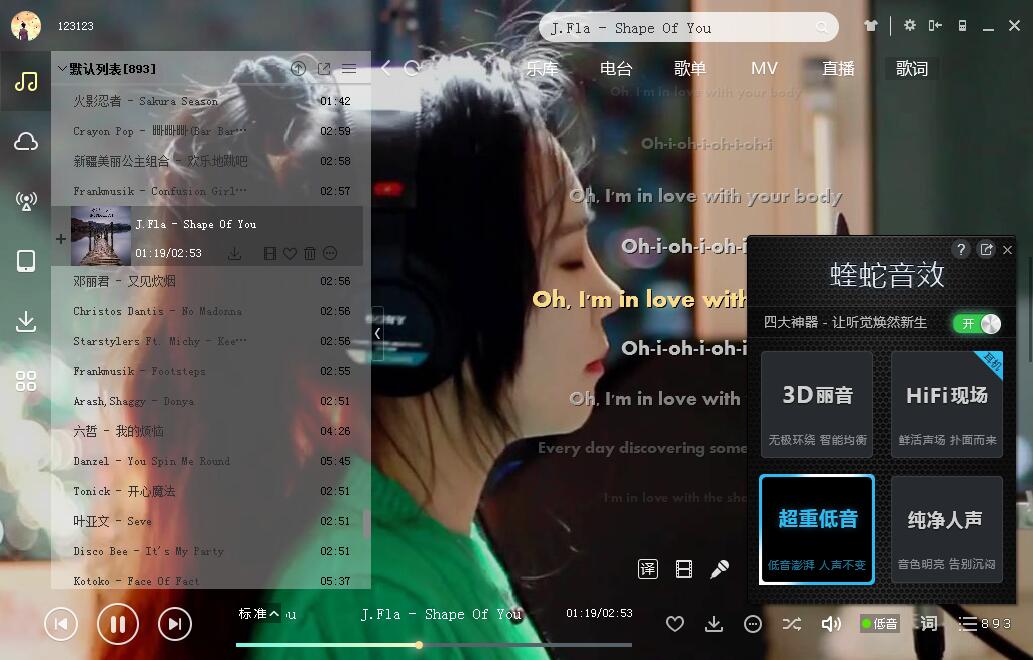 123123
J.Fla - Shape Of You
默认列表[893]
乐库
电台
歌单
MV
直播
歌词
火影忍者 - Sakura Season 01:42
Crayon Pop - 빠빠빠(Bar Bar… 02:59
新疆美丽公主组合 - 欢乐地跳吧 02:58
Frankmusik - Confusion Girl… 02:57
J.Fla - Shape Of You
01:19/02:53
邓丽君 - 又见炊烟 02:56
Christos Dantis - No Madonna 02:56
Starstylers Ft. Michy - Kee… 02:56
Frankmusik - Footsteps 02:55
Arash,Shaggy - Donya 02:51
六哲 - 我的烦恼 04:26
Danzel - You Spin Me Round 05:45
Tonick - 开心魔法 02:51
叶亚文 - Seve 02:51
Disco Bee - It's My Party 02:51
Kotoko - Face Of Fact 05:37
Oh, I'm in love with your body
Oh-i-oh-i-oh-i-oh-i
Oh, I'm in love with your body
Oh-i-oh-i-oh-i
Oh, I'm in love with
Oh-i-oh-i-oh-i
Oh, I'm in love with
Every day discovering some
I'm in love with the sha
?
蝰蛇音效
四大神器 - 让听觉焕然新生
开
3D丽音
无极环绕 智能均衡
耳机
HiFi现场
鲜活声场 扑面而来
超重低音
低音澎湃 人声不变
纯净人声
音色明亮 告别沉闷
译
标准
ou
J.Fla - Shape Of You
01:19/02:53
低音
词
893